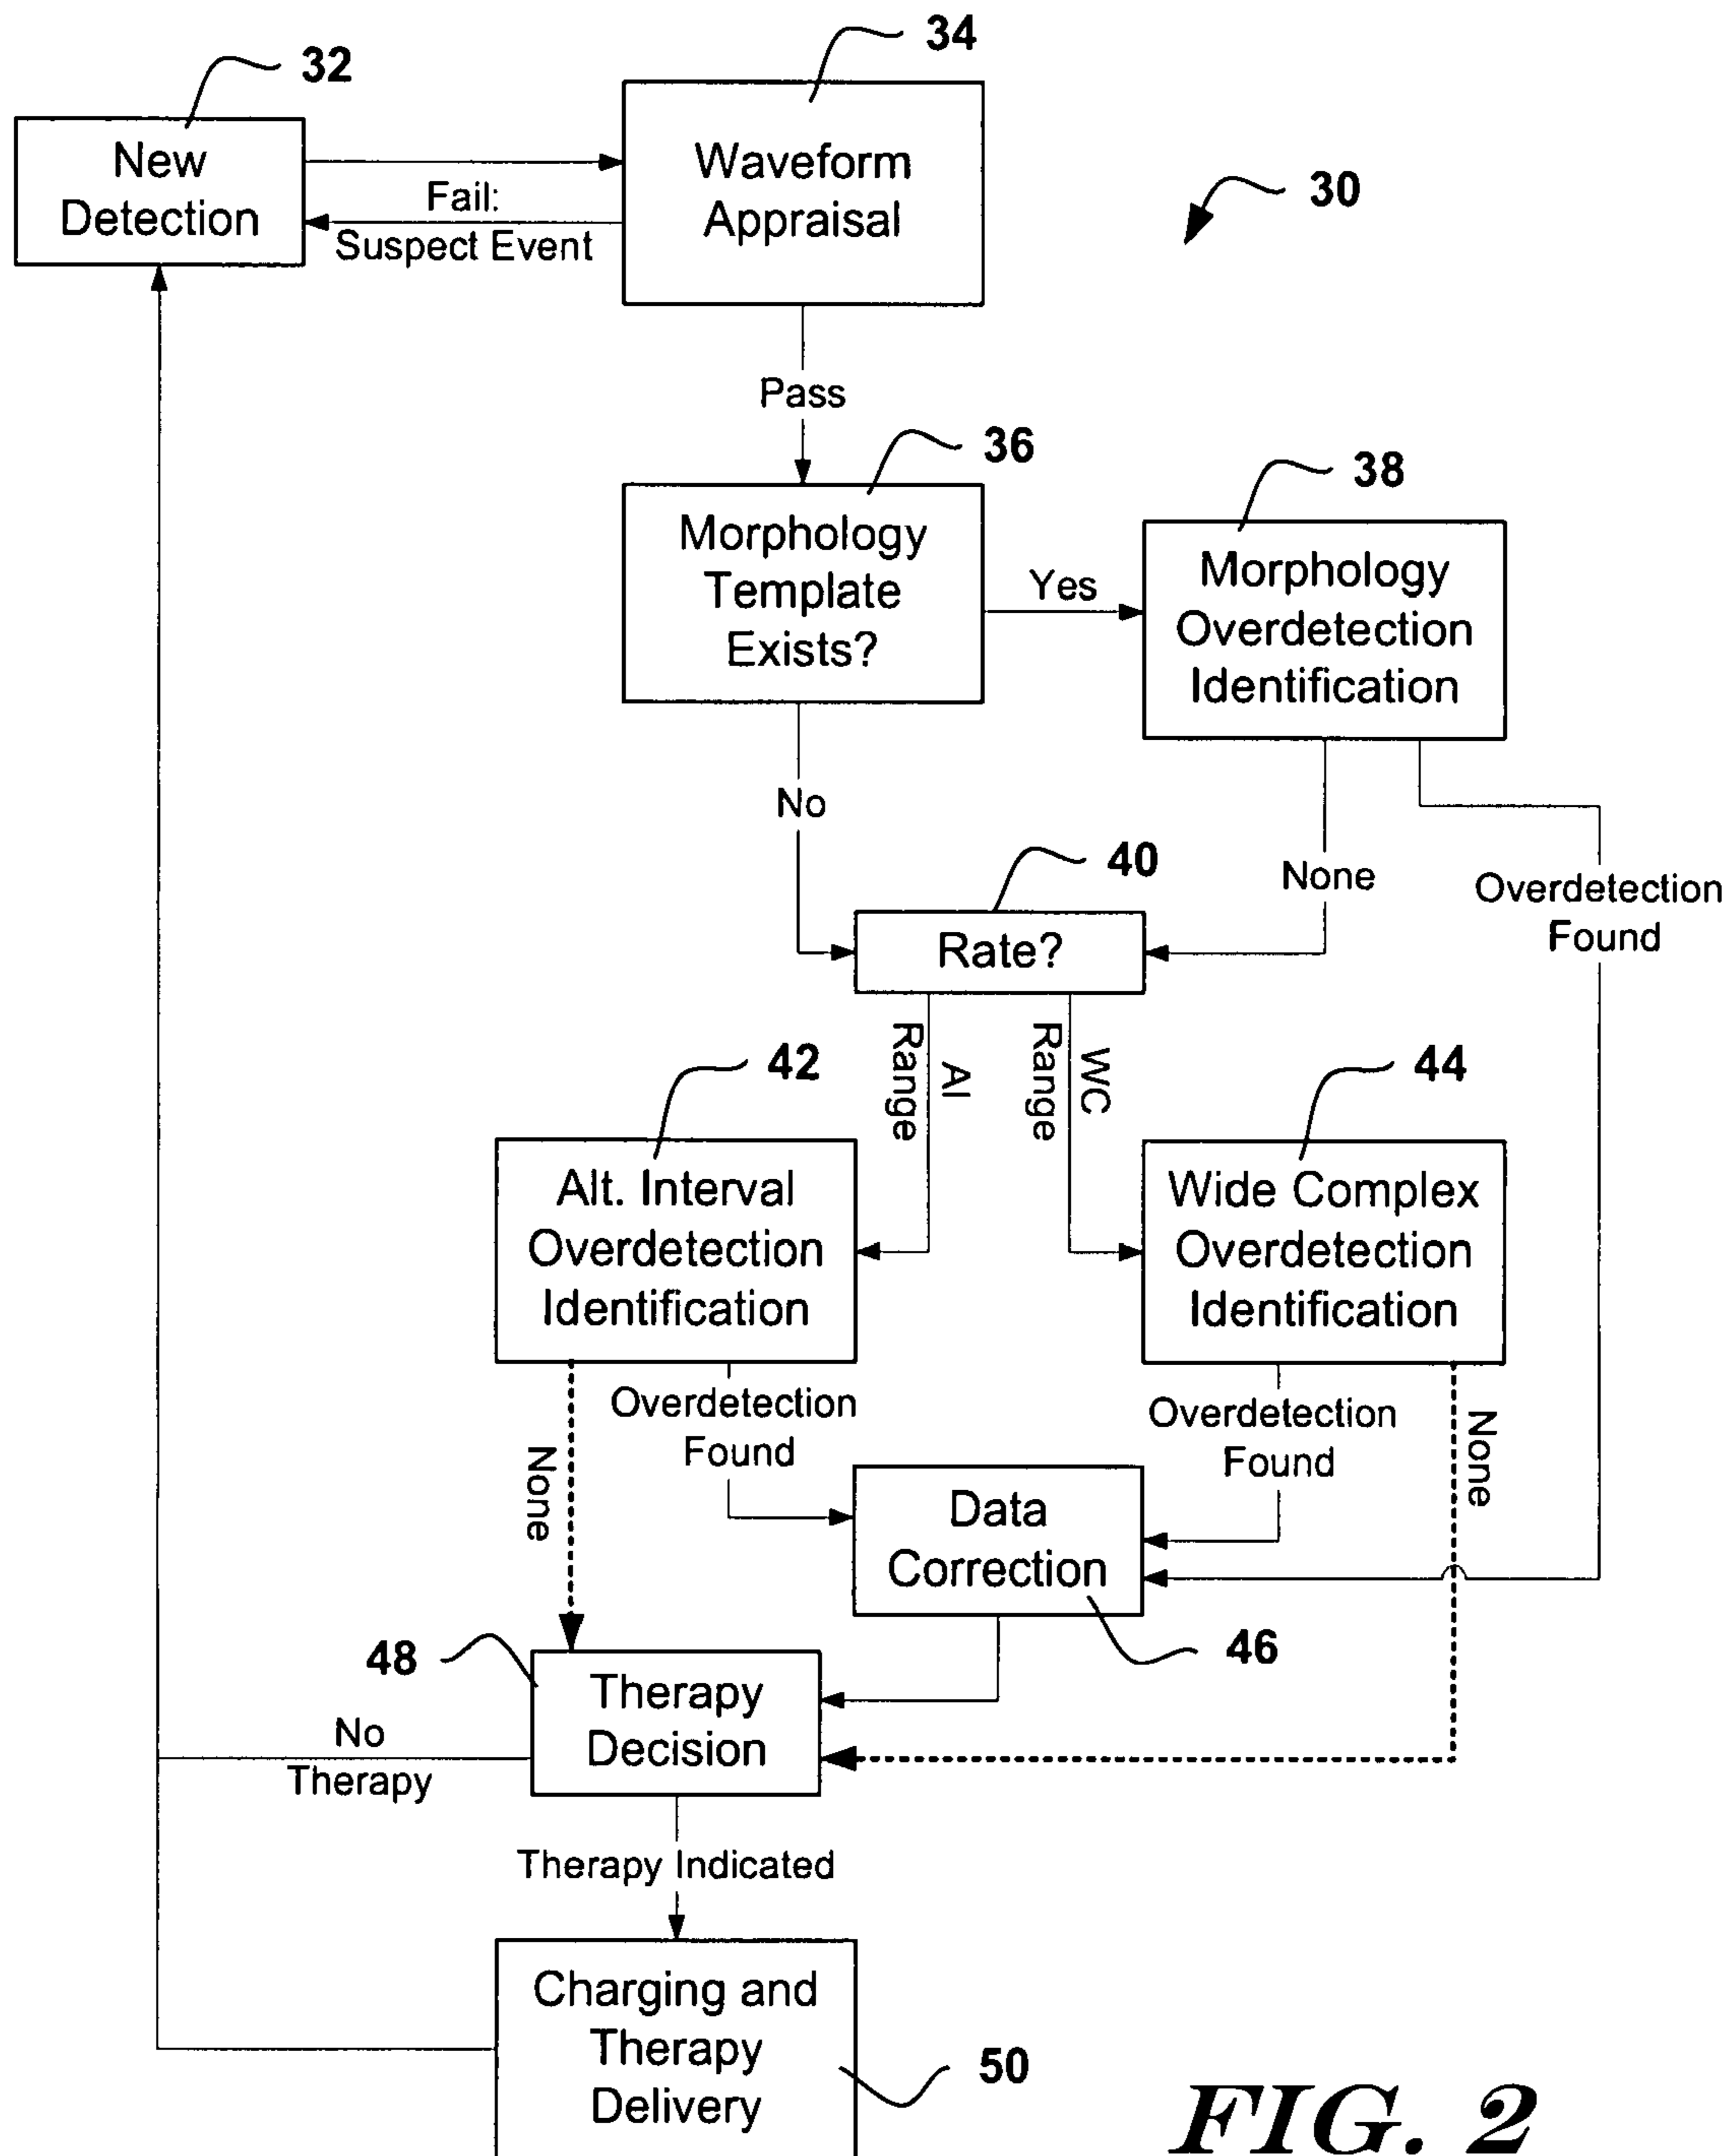 34
32
New
Detection
Waveform
Appraisal
Fail:
Suspect Event
30
Pass
36
38
Morphology
Template
Exists?
Yes
Morphology
Overdetection
Identification
No
None
Overdetection
Found
40
Rate?
AI
Range
WC
Range
42
44
Alt. Interval
Overdetection
Identification
Wide Complex
Overdetection
Identification
None
Overdetection
Found
Overdetection
Found
None
Data
Correction
46
48
Therapy
Decision
No
Therapy
Therapy Indicated
Charging and
Therapy
Delivery
50
FIG. 2